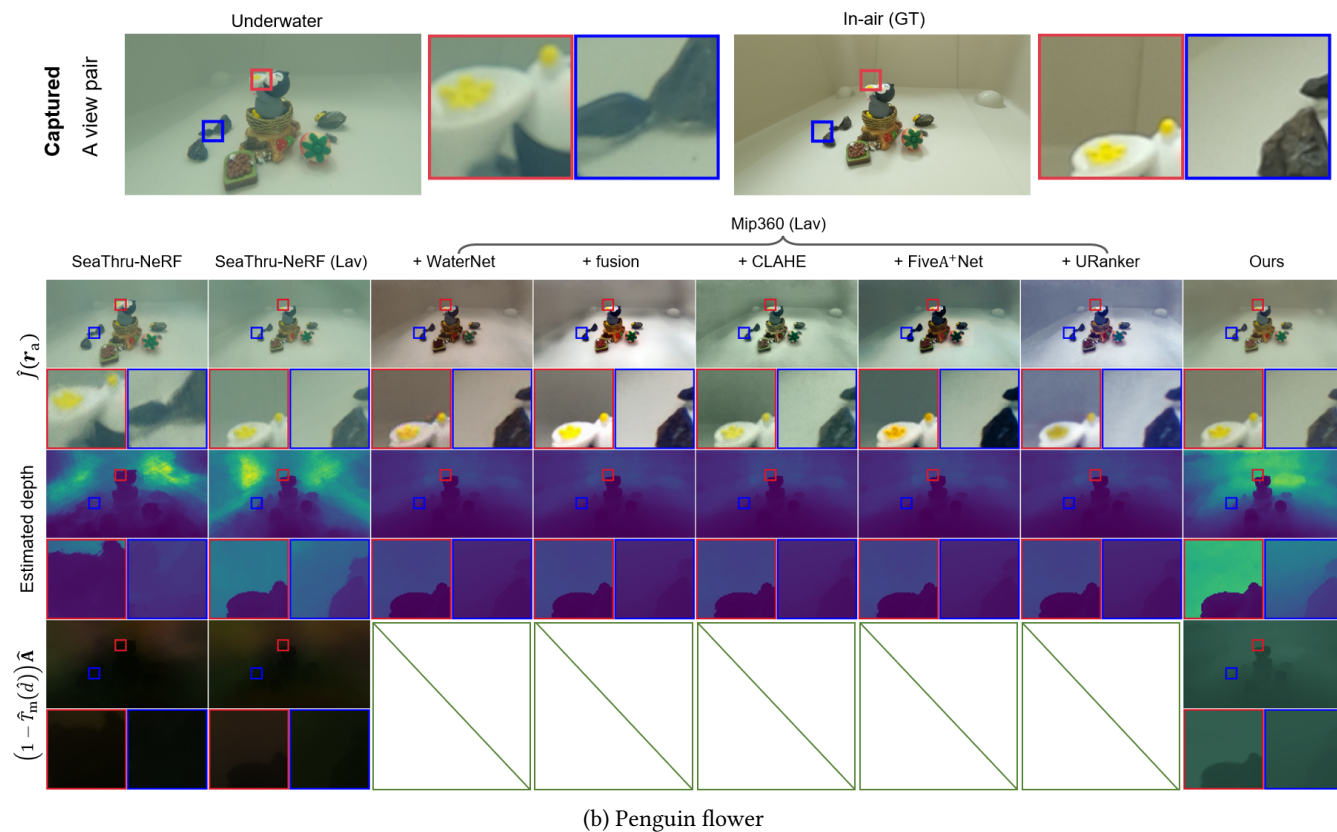 Underwater
In-air (GT)
Captured
A view pair
Mip360 (Lav)
SeaThru-NeRF
SeaThru-NeRF (Lav)
+ WaterNet
+ fusion
+ CLAHE
+ FiveA⁺Net
+ URanker
Ours
Ĵ(rₐ)
Estimated depth
(1 − T̂ₘ(d̂)) Â
(b) Penguin flower